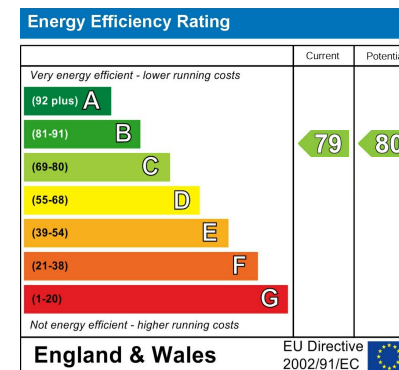 Energy Efficiency Rating
Current Potentia
Very energy efficient - lower running costs
(92 plus) A
(81-91) B
(69-80) C
(55-68) D
(39-54) E
(21-38) F
(1-20) G
79 80
Not energy efficient - higher running costs
England & Wales
EU Directive
2002/91/EC